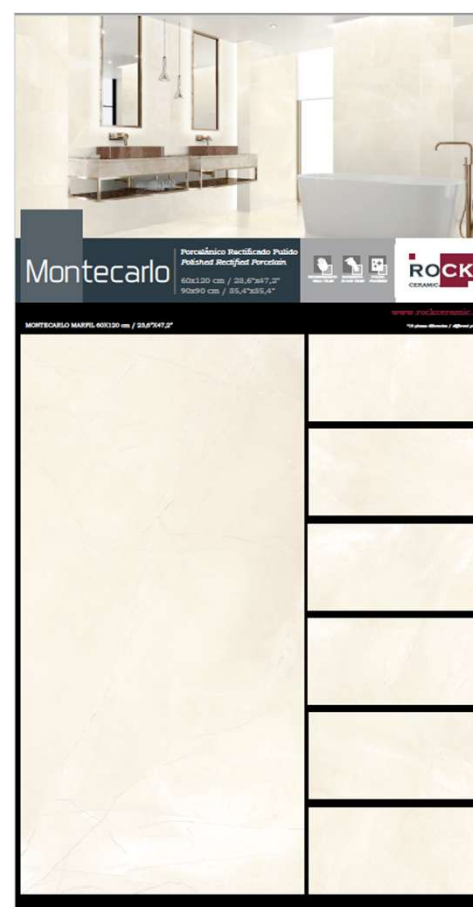 Montecarlo
Porcelánico Rectificado Pulido
Polished Rectified Porcelain
60x120 cm / 23,6"x47,2"
90x90 cm / 35,4"x35,4"
ROCK
CERAMIC
www.rockceramic.
MONTECARLO MARFIL 60X120 cm / 23,6"X47,2"